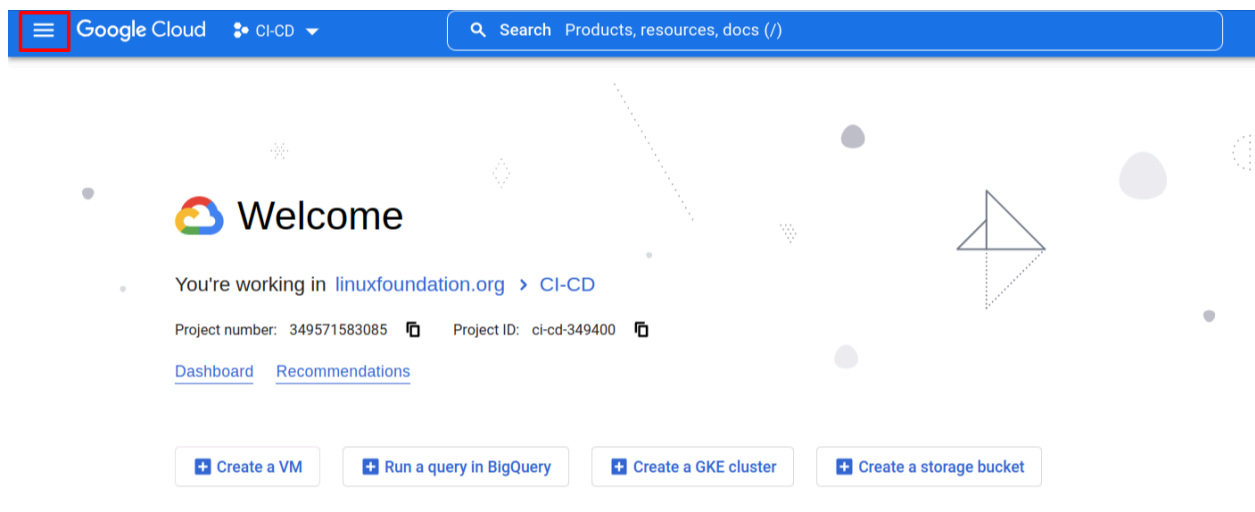 Google Cloud CI-CD Search Products, resources, docs (/)
Welcome
You're working in linuxfoundation.org > CI-CD
Project number: 349571583085 Project ID: ci-cd-349400
Dashboard Recommendations
Create a VM Run a query in BigQuery Create a GKE cluster Create a storage bucket